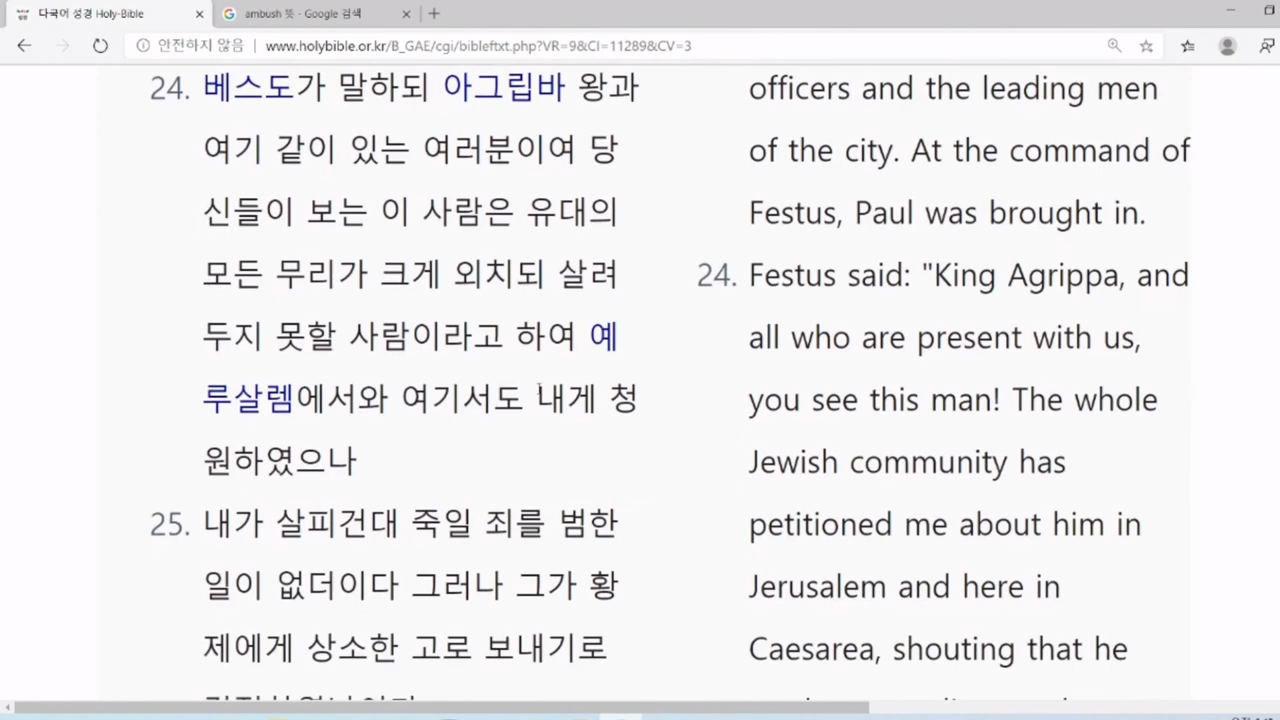 다국어 성경 Holy-Bible
ambush 뜻 - Google 검색
안전하지 않음 | www.holybible.or.kr/B_GAE/cgi/bibleftxt.php?VR=9&CI=11289&CV=3
24. 베스도가 말하되 아그립바 왕과
여기 같이 있는 여러분이여 당
신들이 보는 이 사람은 유대의
모든 무리가 크게 외치되 살려
두지 못할 사람이라고 하여 예
루살렘에서와 여기서도 내게 청
원하였으나
25. 내가 살피건대 죽일 죄를 범한
일이 없더이다 그러나 그가 황
제에게 상소한 고로 보내기로
officers and the leading men
of the city. At the command of
Festus, Paul was brought in.
24. Festus said: "King Agrippa, and
all who are present with us,
you see this man! The whole
Jewish community has
petitioned me about him in
Jerusalem and here in
Caesarea, shouting that he